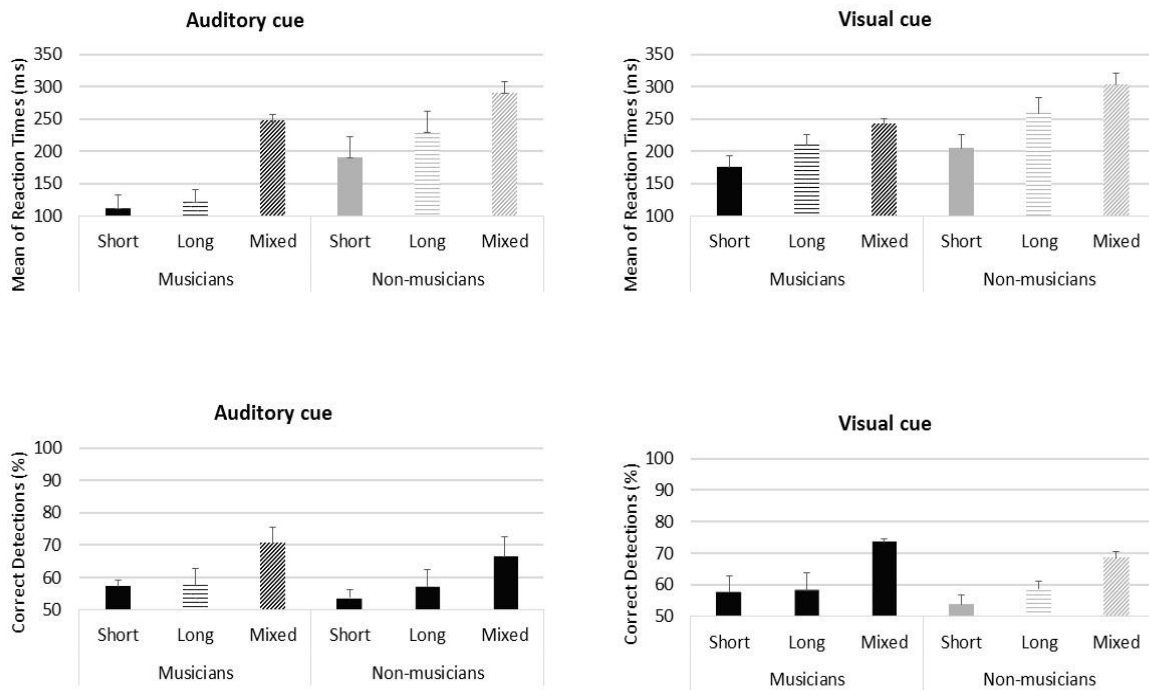 Auditory cue
Mean of Reaction Times (ms)
350
300
250
200
150
100
Short Long Mixed Short Long Mixed
Musicians Non-musicians
Visual cue
Mean of Reaction Times (ms)
350
300
250
200
150
100
Short Long Mixed Short Long Mixed
Musicians Non-musicians
Auditory cue
Correct Detections (%)
100
90
80
70
60
50
Short Long Mixed Short Long Mixed
Musicians Non-musicians
Visual cue
Correct Detections (%)
100
90
80
70
60
50
Short Long Mixed Short Long Mixed
Musicians Non-musicians